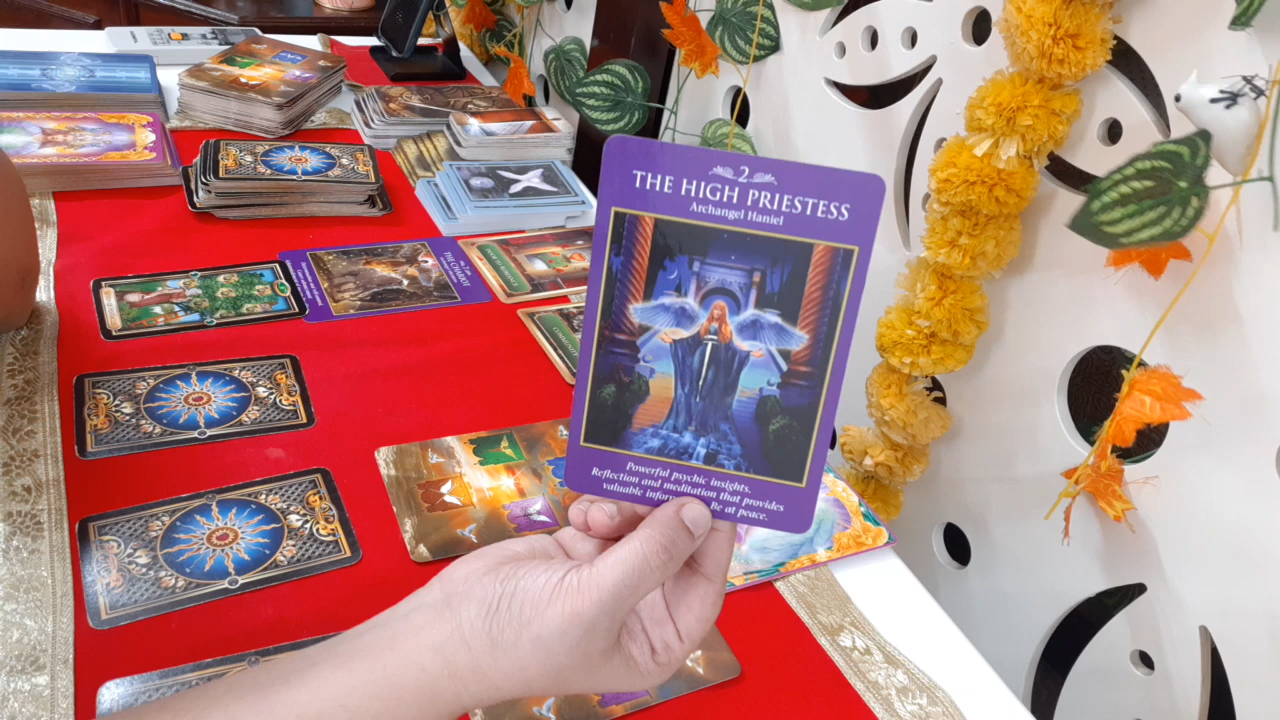 2
THE HIGH PRIESTESS
Archangel Haniel
Powerful psychic insights.
Reflection and meditation that provides
valuable Be at peace.
THE CHARIOT
COMMUNITY